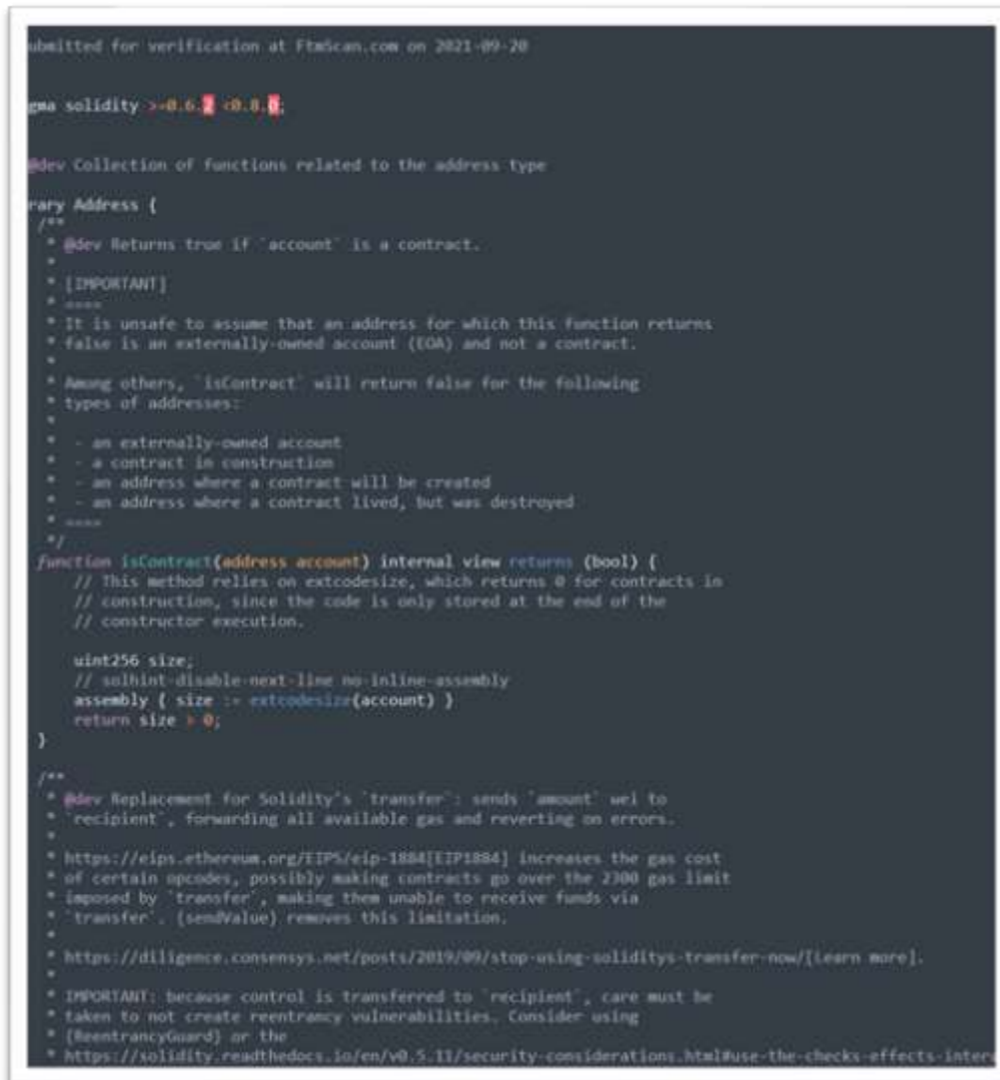 ubmitted for verification at FtmScan.com on 2021-09-20
gma solidity >=0.6.2 <0.8.0;
@dev Collection of functions related to the address type
rary Address {
/**
* @dev Returns true if `account` is a contract.
*
* [IMPORTANT]
* ====
* It is unsafe to assume that an address for which this function returns
* false is an externally-owned account (EOA) and not a contract.
*
* Among others, `isContract` will return false for the following
* types of addresses:
*
*  - an externally-owned account
*  - a contract in construction
*  - an address where a contract will be created
*  - an address where a contract lived, but was destroyed
* ====
*/
function isContract(address account) internal view returns (bool) {
// This method relies on extcodesize, which returns 0 for contracts in
// construction, since the code is only stored at the end of the
// constructor execution.
uint256 size;
// solhint-disable-next-line no-inline-assembly
assembly { size := extcodesize(account) }
return size > 0;
}
/**
* @dev Replacement for Solidity's `transfer`: sends `amount` wei to
* `recipient`, forwarding all available gas and reverting on errors.
*
* https://eips.ethereum.org/EIPS/eip-1884[EIP1884] increases the gas cost
* of certain opcodes, possibly making contracts go over the 2300 gas limit
* imposed by `transfer`, making them unable to receive funds via
* `transfer`. {sendValue} removes this limitation.
*
* https://diligence.consensys.net/posts/2019/09/stop-using-soliditys-transfer-now/[Learn more].
*
* IMPORTANT: because control is transferred to `recipient`, care must be
* taken to not create reentrancy vulnerabilities. Consider using
* {ReentrancyGuard} or the
* https://solidity.readthedocs.io/en/v0.5.11/security-considerations.html#use-the-checks-effects-inter